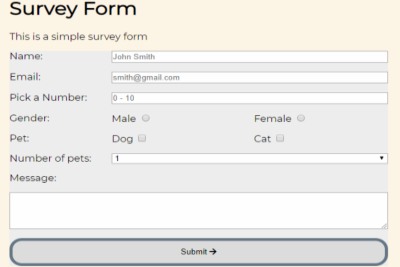 Survey Form
This is a simple survey form
Name: John Smith
Email: smith@gmail.com
Pick a Number: 0 - 10
Gender: Male Female
Pet: Dog Cat
Number of pets: 1
Message:
Submit →